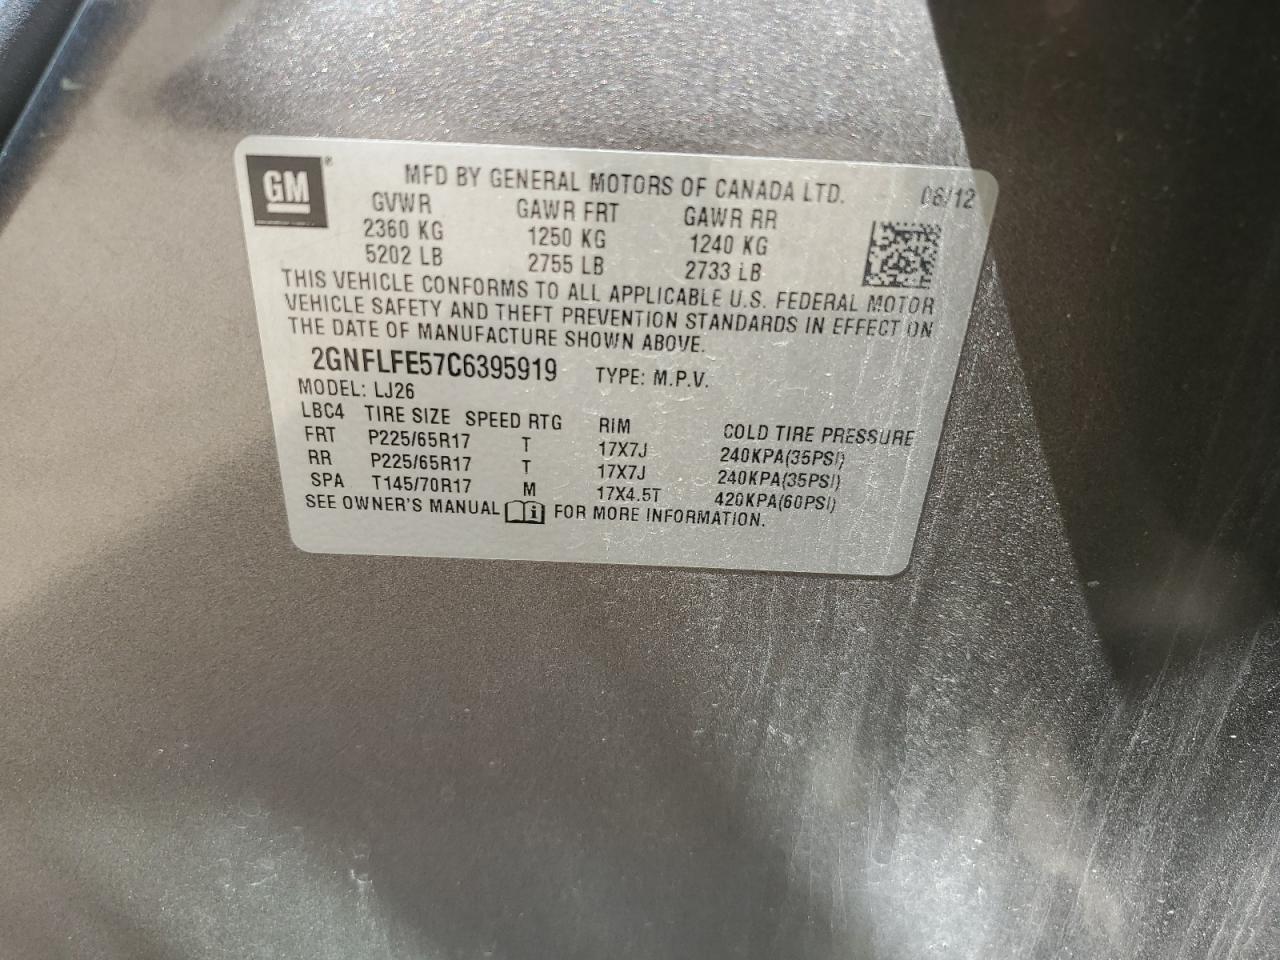 GM ® MFD BY GENERAL MOTORS OF CANADA LTD. 06/12
GVWR GAWR FRT GAWR RR
2360 KG 1250 KG 1240 KG
5202 LB 2755 LB 2733 LB
THIS VEHICLE CONFORMS TO ALL APPLICABLE U.S. FEDERAL MOTOR
VEHICLE SAFETY AND THEFT PREVENTION STANDARDS IN EFFECT ON
THE DATE OF MANUFACTURE SHOWN ABOVE.
2GNFLFE57C6395919 TYPE: M.P.V.
MODEL: LJ26
LBC4 TIRE SIZE SPEED RTG RIM COLD TIRE PRESSURE
FRT P225/65R17 T 17X7J 240KPA(35PSI)
RR P225/65R17 T 17X7J 240KPA(35PSI)
SPA T145/70R17 M 17X4.5T 420KPA(60PSI)
SEE OWNER'S MANUAL i FOR MORE INFORMATION.